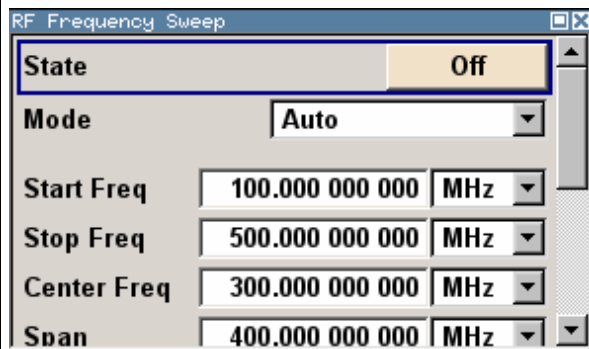 RF Frequency Sweep
State Off
Mode Auto
Start Freq 100.000 000 000 MHz
Stop Freq 500.000 000 000 MHz
Center Freq 300.000 000 000 MHz
Span 400.000 000 000 MHz